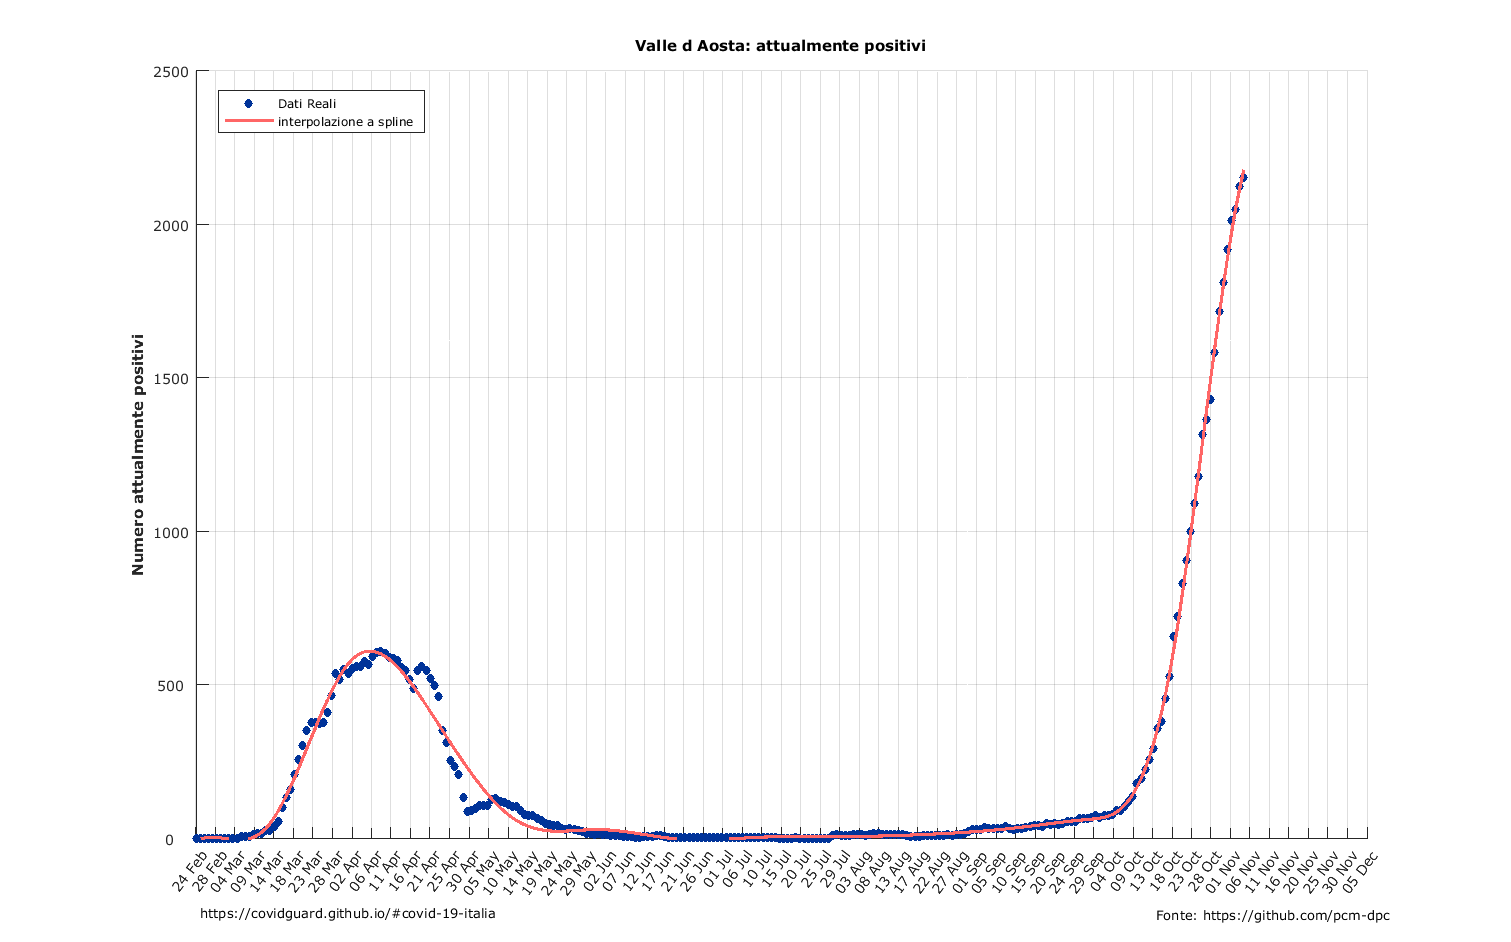 Valle d Aosta: attualmente positivi
2500
2000
1500
1000
500
0
Numero attualmente positivi
Dati Reali
interpolazione a spline
24 Feb
28 Feb
04 Mar
09 Mar
14 Mar
18 Mar
23 Mar
28 Mar
02 Apr
06 Apr
11 Apr
16 Apr
21 Apr
25 Apr
30 Apr
05 May
10 May
14 May
19 May
24 May
29 May
02 Jun
07 Jun
12 Jun
17 Jun
21 Jun
26 Jun
01 Jul
06 Jul
10 Jul
15 Jul
20 Jul
25 Jul
29 Jul
03 Aug
08 Aug
13 Aug
17 Aug
22 Aug
27 Aug
01 Sep
05 Sep
10 Sep
15 Sep
20 Sep
24 Sep
29 Sep
04 Oct
09 Oct
13 Oct
18 Oct
23 Oct
28 Oct
01 Nov
06 Nov
11 Nov
16 Nov
20 Nov
25 Nov
30 Nov
05 Dec
https://covidguard.github.io/#covid-19-italia
Fonte: https://github.com/pcm-dpc